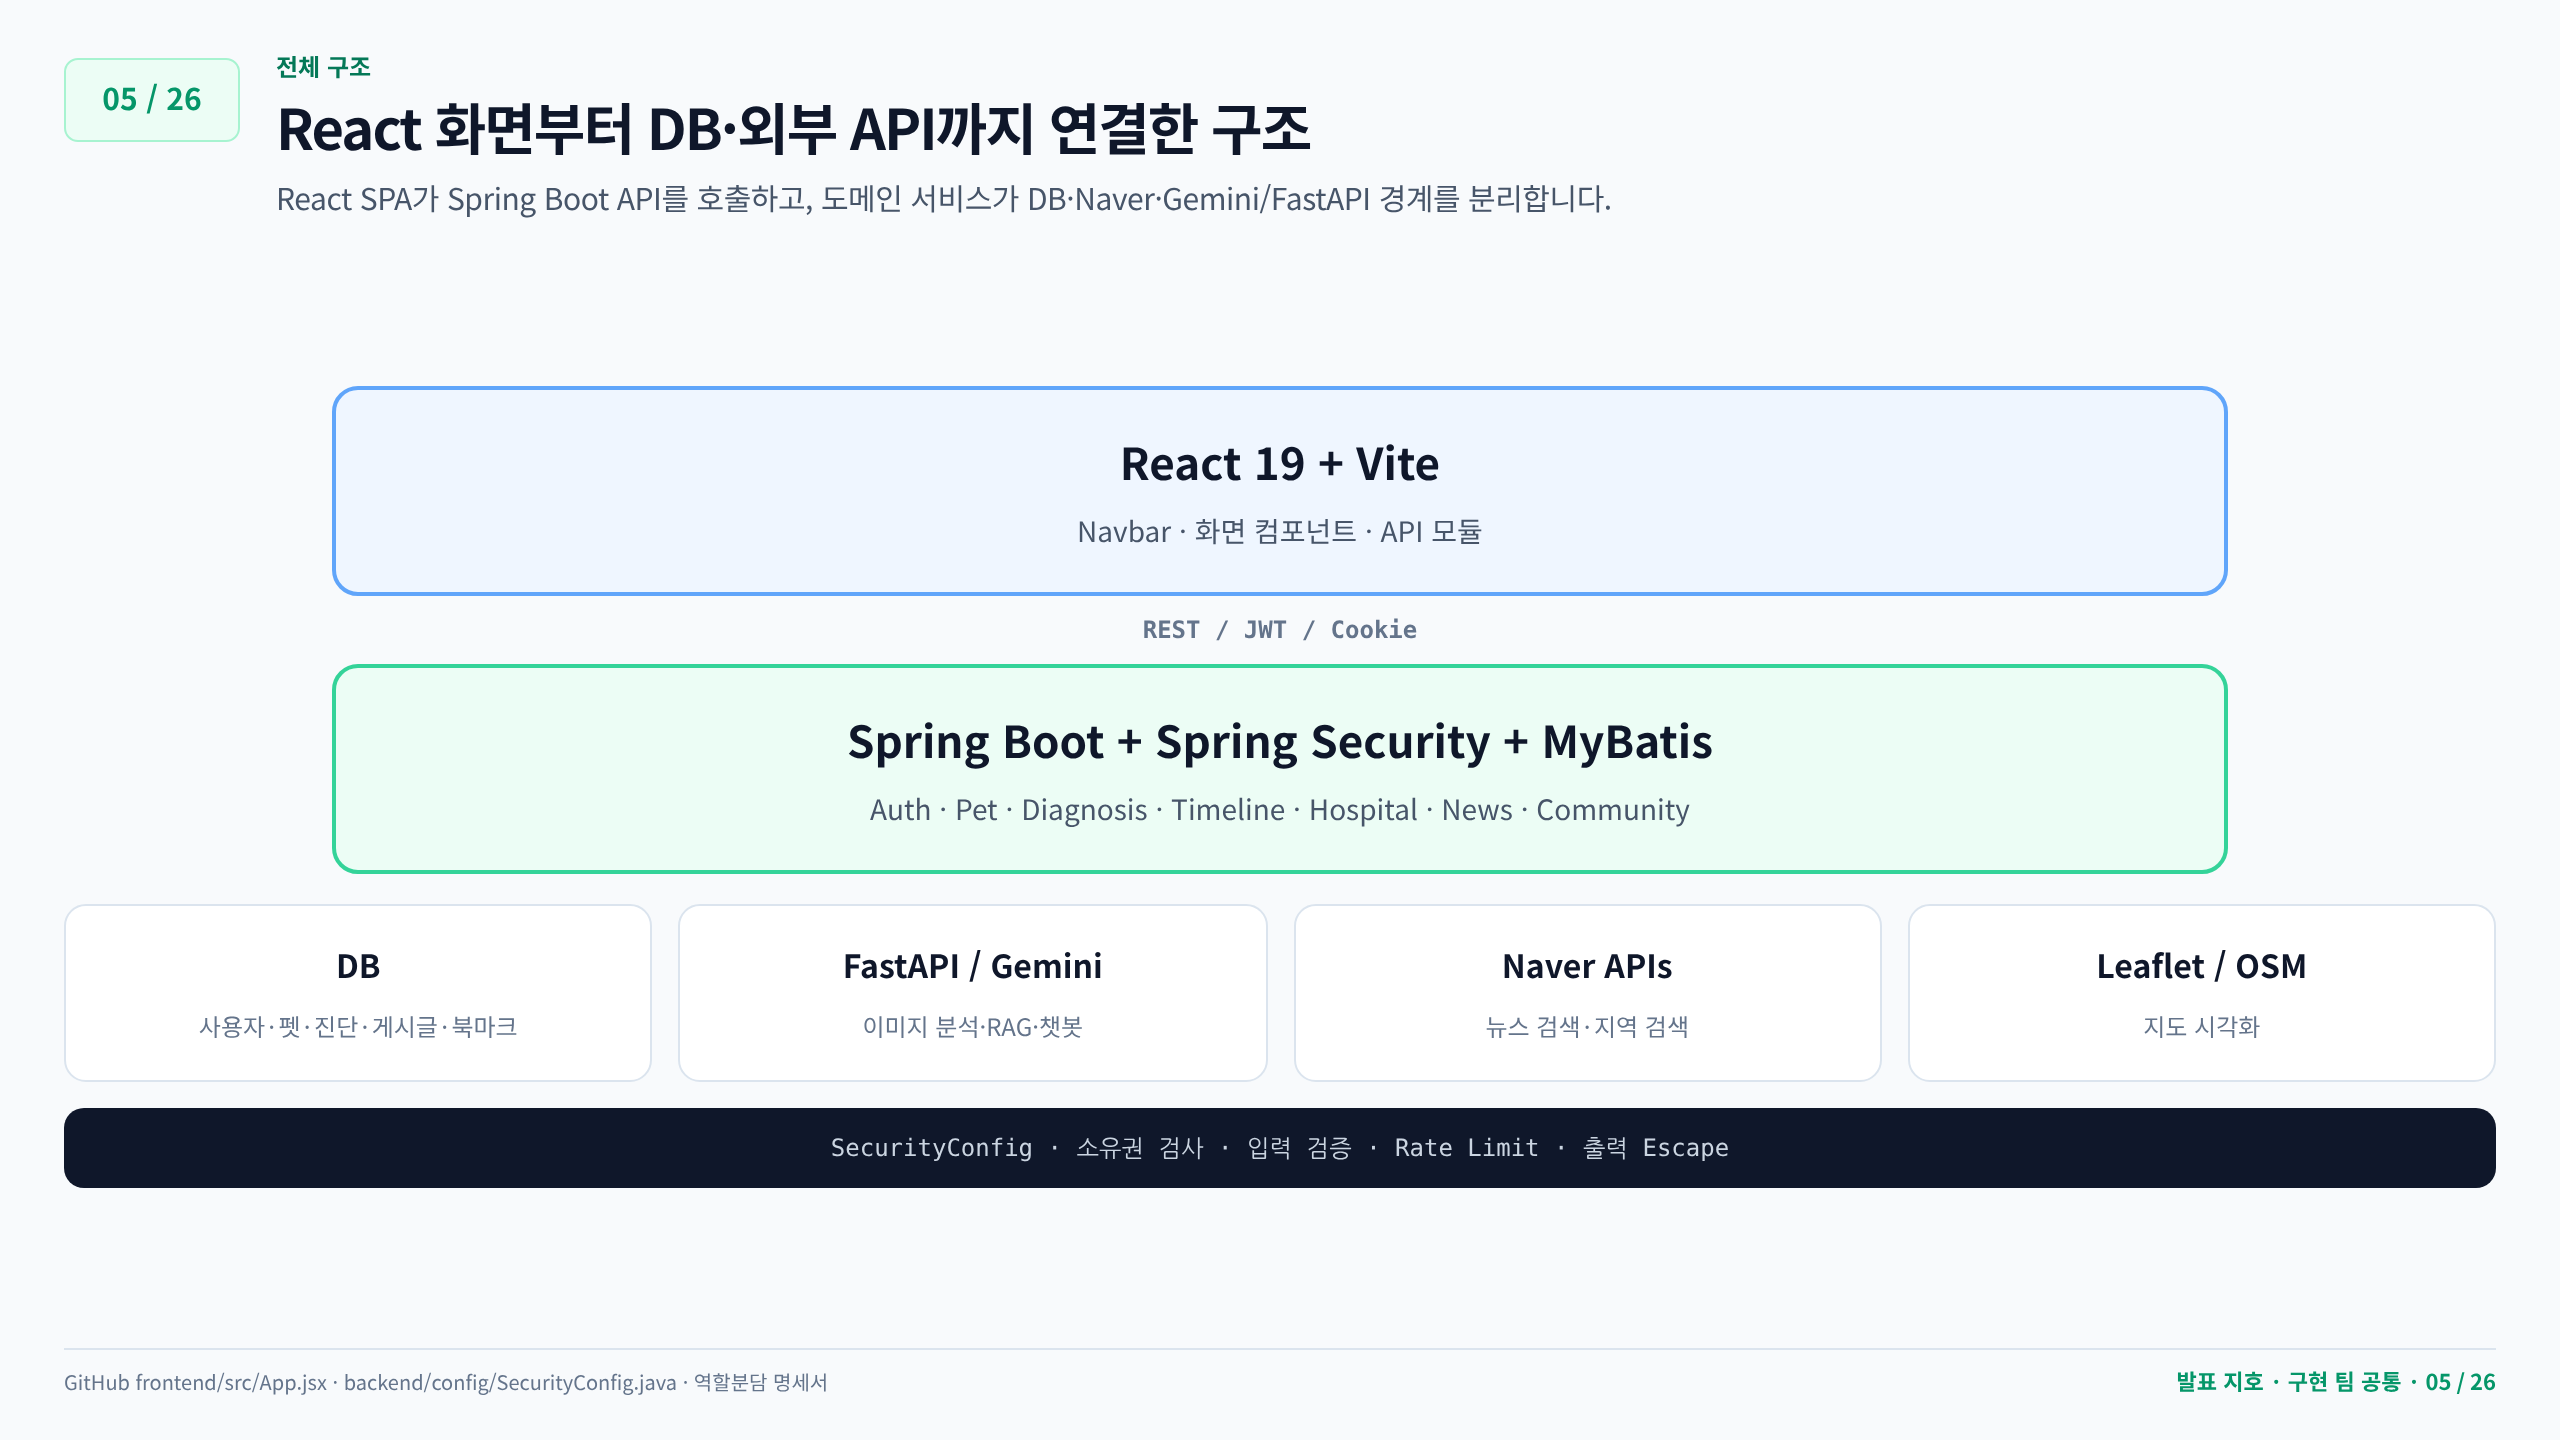 05 / 26
전체 구조
React 화면부터 DB·외부 API까지 연결한 구조
React SPA가 Spring Boot API를 호출하고, 도메인 서비스가 DB·Naver·Gemini/FastAPI 경계를 분리합니다.
React 19 + Vite
Navbar · 화면 컴포넌트 · API 모듈
REST / JWT / Cookie
Spring Boot + Spring Security + MyBatis
Auth · Pet · Diagnosis · Timeline · Hospital · News · Community
DB
사용자·펫·진단·게시글·북마크
FastAPI / Gemini
이미지 분석·RAG·챗봇
Naver APIs
뉴스 검색·지역 검색
Leaflet / OSM
지도 시각화
SecurityConfig · 소유권 검사 · 입력 검증 · Rate Limit · 출력 Escape
GitHub frontend/src/App.jsx · backend/config/SecurityConfig.java · 역할분담 명세서
발표 지호 · 구현 팀 공통 · 05 / 26